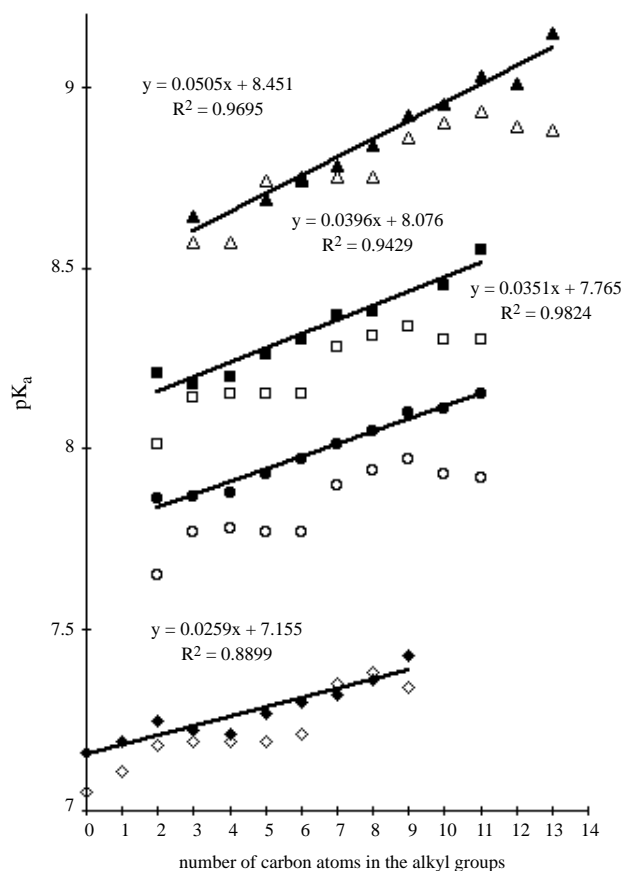 9
y = 0.0505x + 8.451
R² = 0.9695
y = 0.0396x + 8.076
R² = 0.9429
8.5
y = 0.0351x + 7.765
R² = 0.9824
pKa
8
7.5
y = 0.0259x + 7.155
R² = 0.8899
7
0 1 2 3 4 5 6 7 8 9 10 11 12 13 14
number of carbon atoms in the alkyl groups